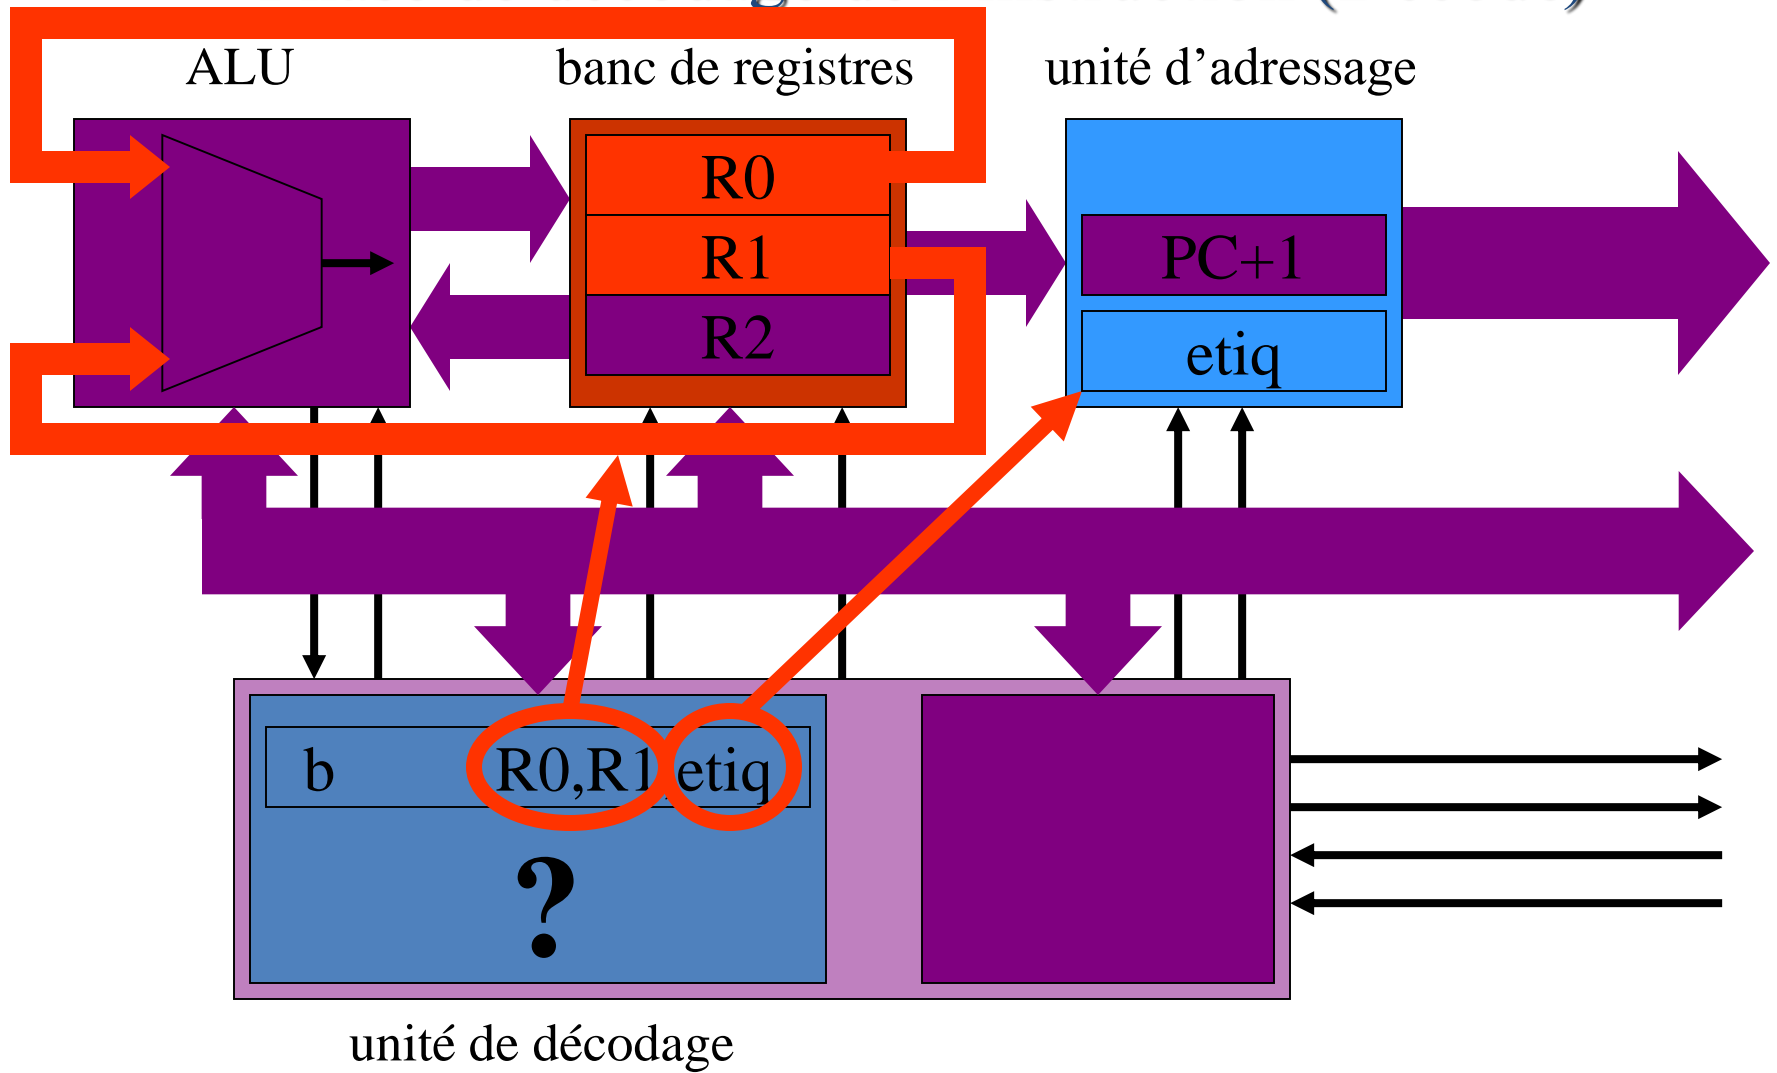 ALU
banc de registres
unité d’adressage
R0
R1
R2
PC+1
etiq
b R0,R1,etiq
?
unité de décodage